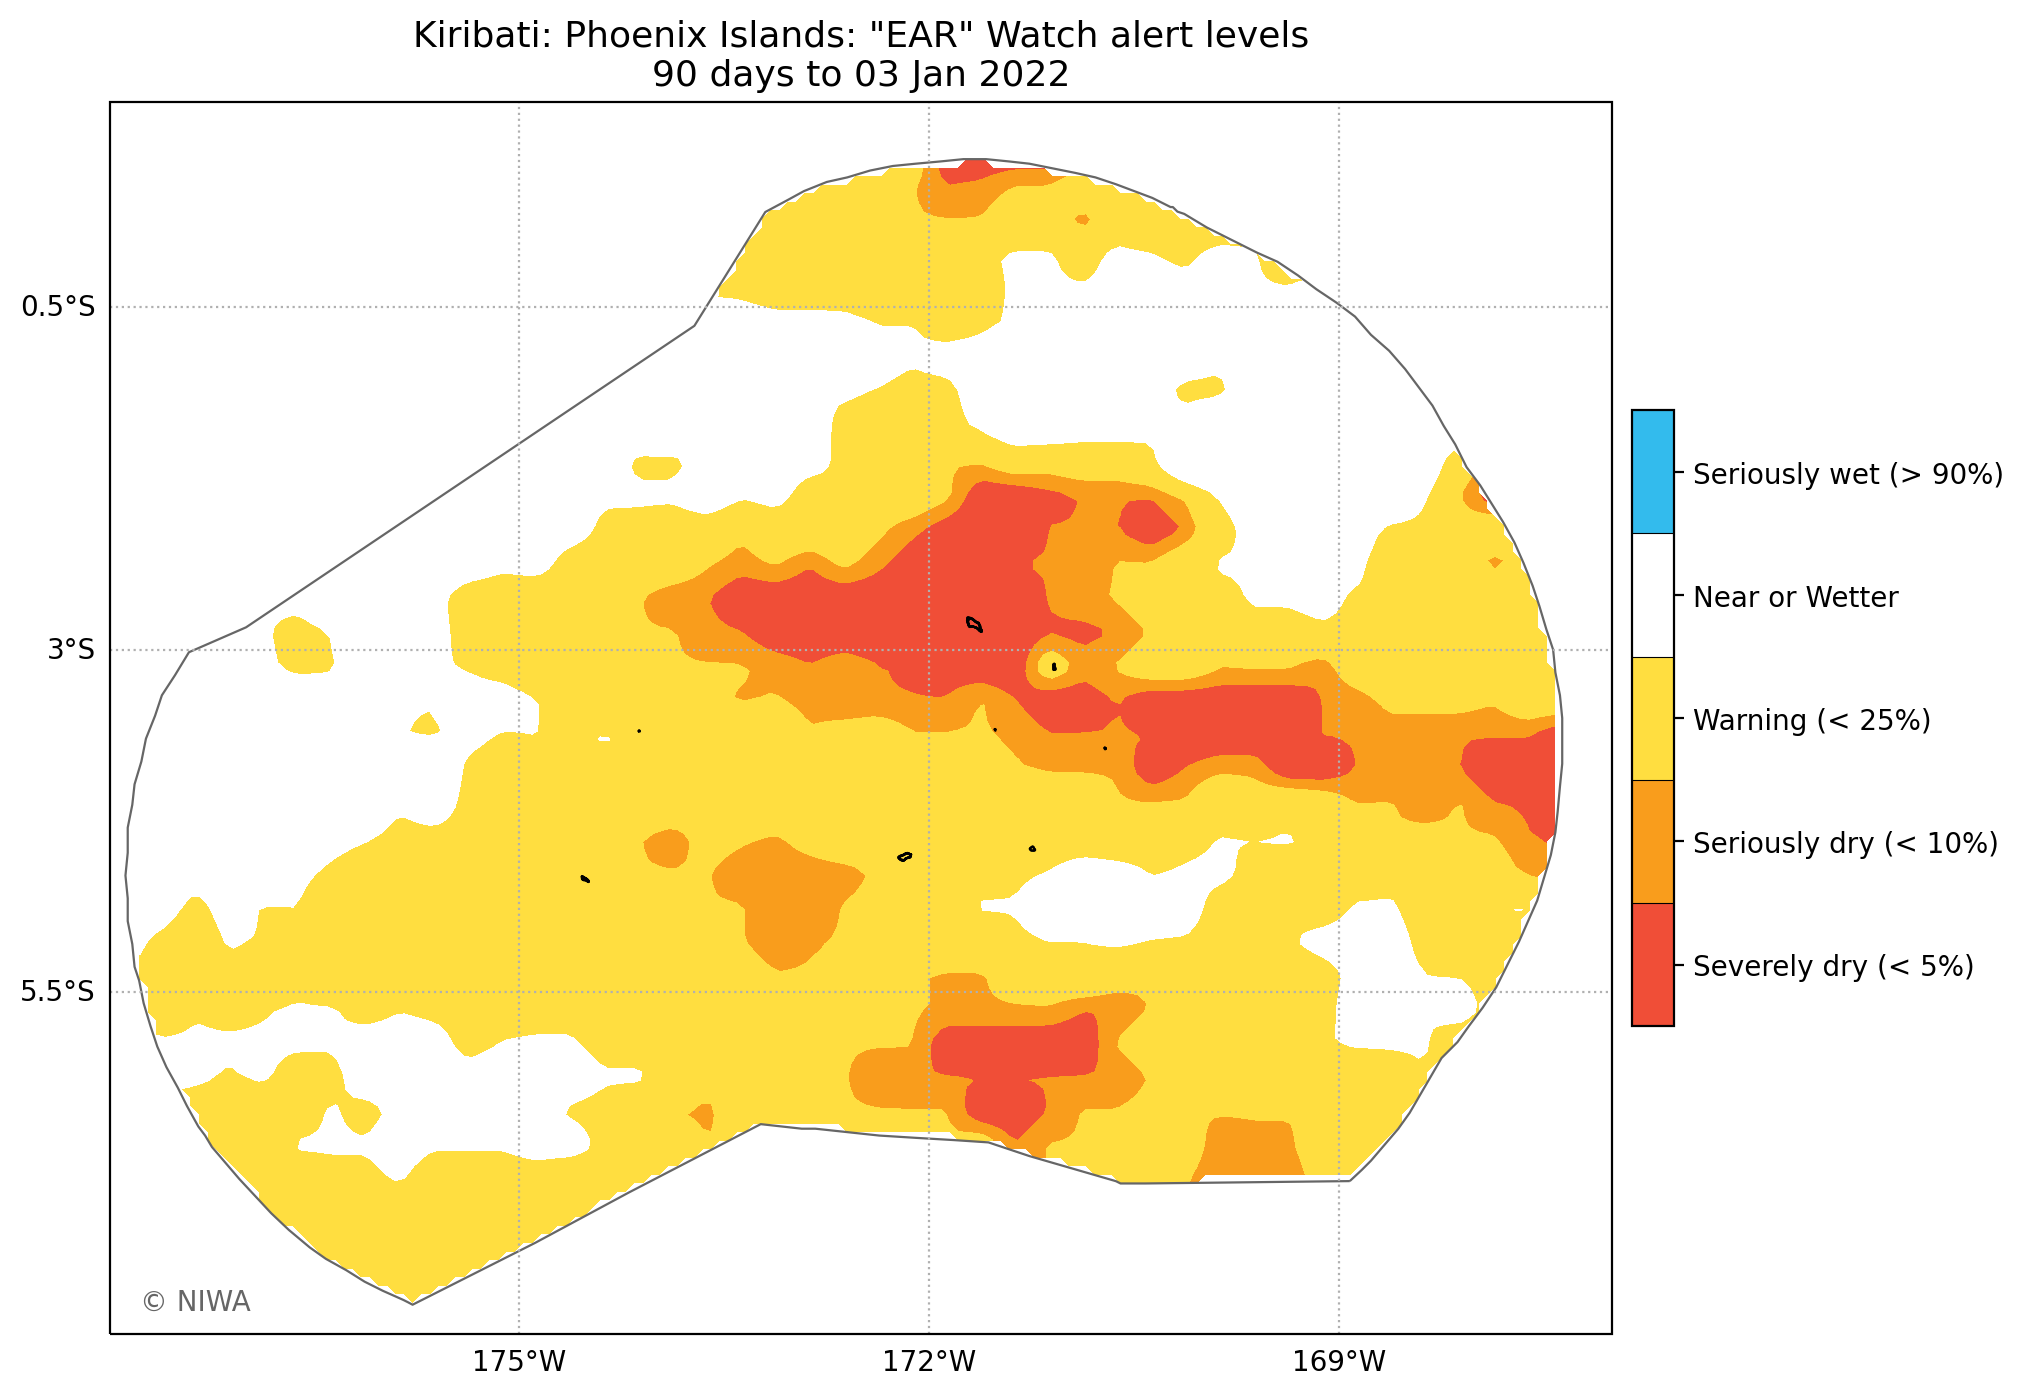 Kiribati: Phoenix Islands: "EAR" Watch alert levels
90 days to 03 Jan 2022
0.5°S
3°S
5.5°S
175°W
172°W
169°W
Seriously wet (> 90%)
Near or Wetter
Warning (< 25%)
Seriously dry (< 10%)
Severely dry (< 5%)
© NIWA